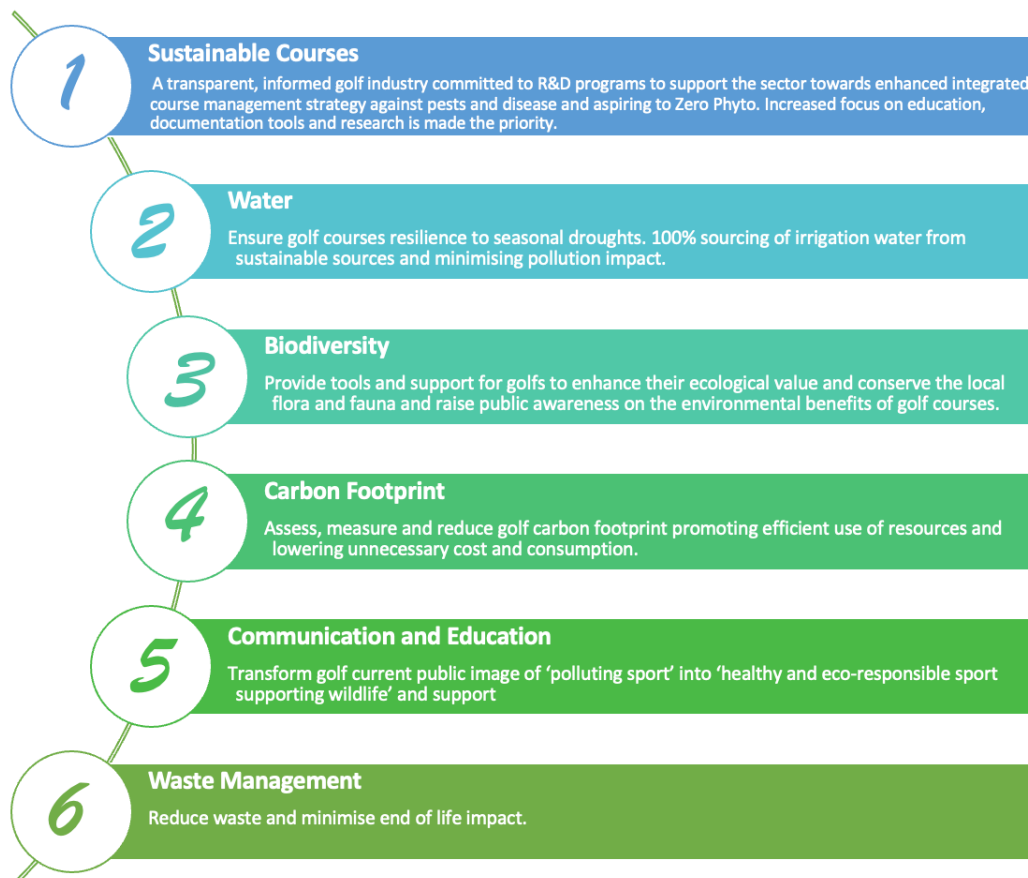 1
Sustainable Courses
A transparent, informed golf industry committed to R&D programs to support the sector towards enhanced integrated
course management strategy against pests and disease and aspiring to Zero Phyto. Increased focus on education,
documentation tools and research is made the priority.
2
Water
Ensure golf courses resilience to seasonal droughts. 100% sourcing of irrigation water from
sustainable sources and minimising pollution impact.
3
Biodiversity
Provide tools and support for golfs to enhance their ecological value and conserve the local
flora and fauna and raise public awareness on the environmental benefits of golf courses.
4
Carbon Footprint
Assess, measure and reduce golf carbon footprint promoting efficient use of resources and
lowering unnecessary cost and consumption.
5
Communication and Education
Transform golf current public image of ‘polluting sport’ into ‘healthy and eco-responsible sport
supporting wildlife’ and support
6
Waste Management
Reduce waste and minimise end of life impact.